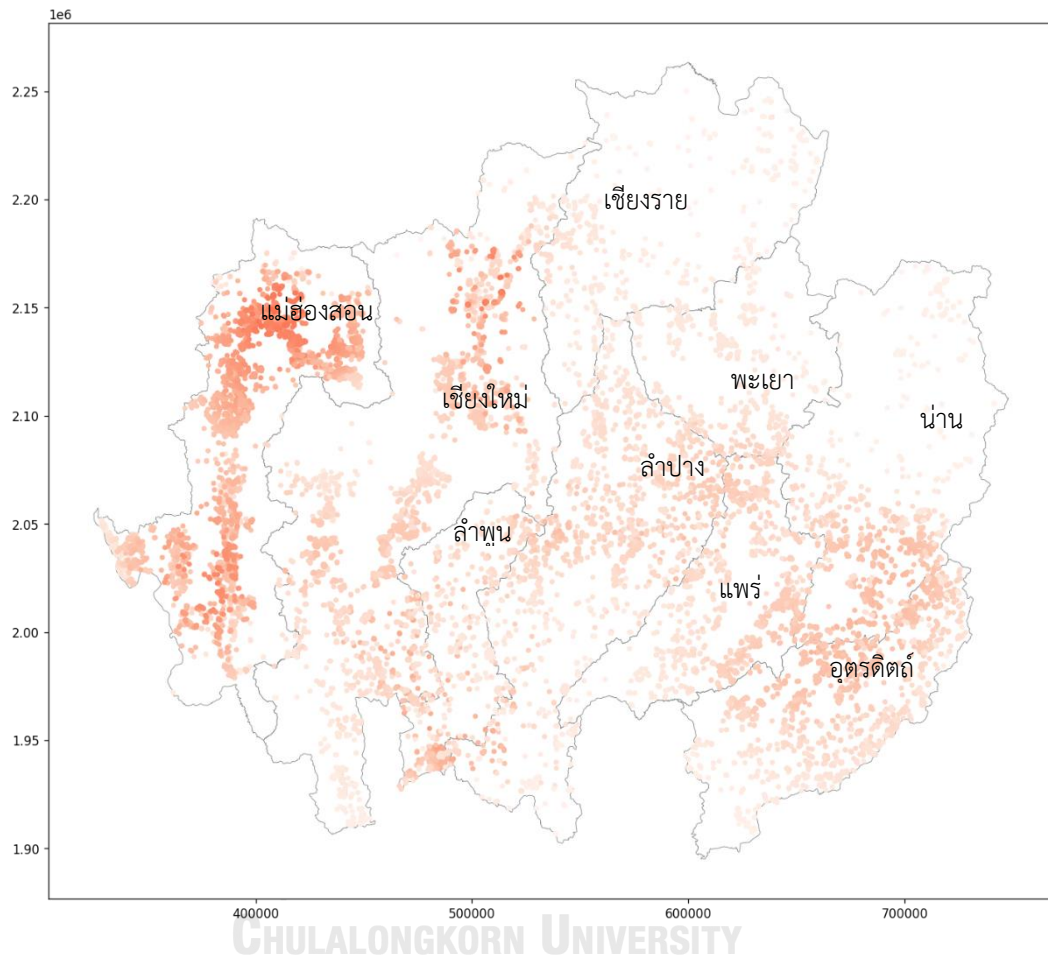 1e6
2.25
2.20
เชียงราย
2.15
แม่ฮ่องสอน
พะเยา
2.10
เชียงใหม่
น่าน
ลำปาง
2.05
ลำพูน
แพร่
2.00
อุตรดิตถ์
1.95
1.90
400000 500000 600000 700000
CHULALONGKORN UNIVERSITY